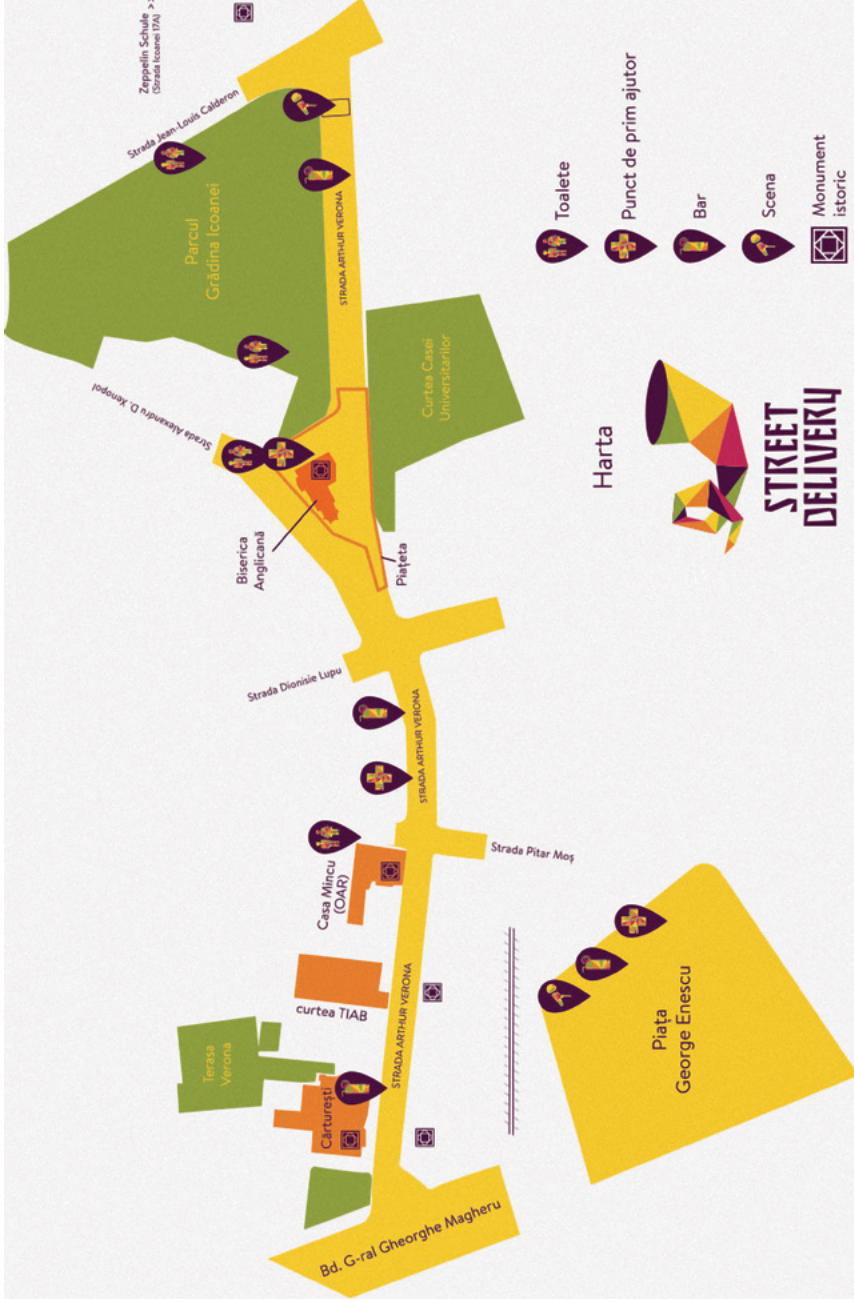 Zeppelin Schule >>
(Strada Icoanei 17A)
Strada Jean-Louis Calderon
Parcul
Grădina Icoanei
STRADA ARTHUR VERONA
Strada Alexandru D. Xenopol
Curtea Casei
Universitarilor
Biserica
Anglicană
Piațeta
Strada Dionisie Lupu
STRADA ARTHUR VERONA
Strada Pitar Moș
Casa Mincu
(OAR)
curtea TIAB
STRADA ARTHUR VERONA
Terasa
Verona
Cărturești
Bd. G-ral Gheorghe Magheru
Piața
George Enescu
Harta
STREET
DELIVERY
Toalete
Punct de prim ajutor
Bar
Scena
Monument
istoric